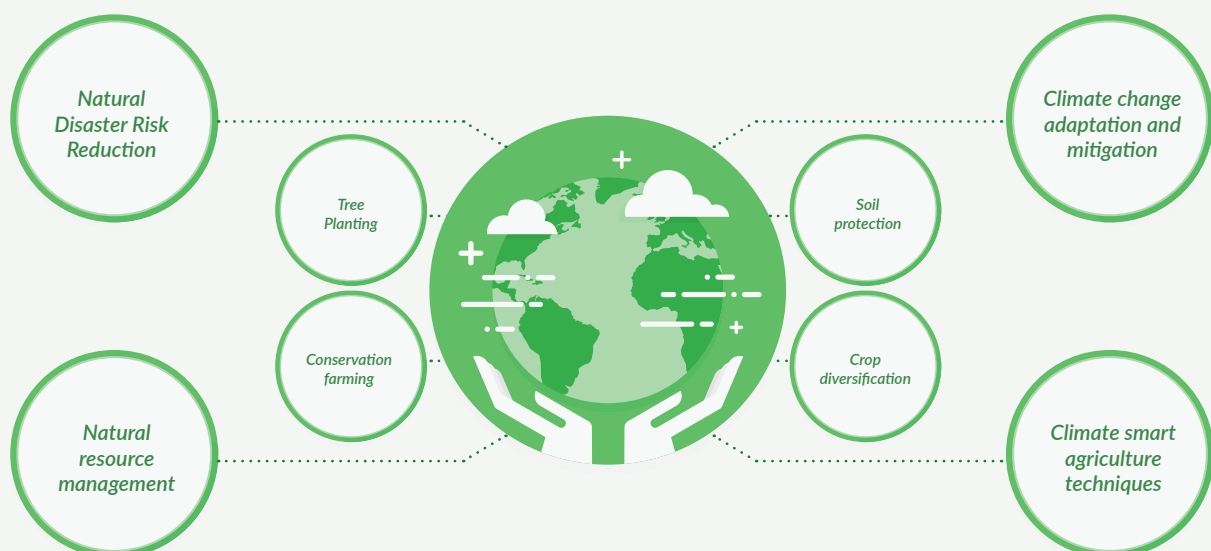 Natural
Disaster Risk
Reduction
Climate change
adaptation and
mitigation
Tree
Planting
Soil
protection
Conservation
farming
Crop
diversification
Natural
resource
management
Climate smart
agriculture
techniques